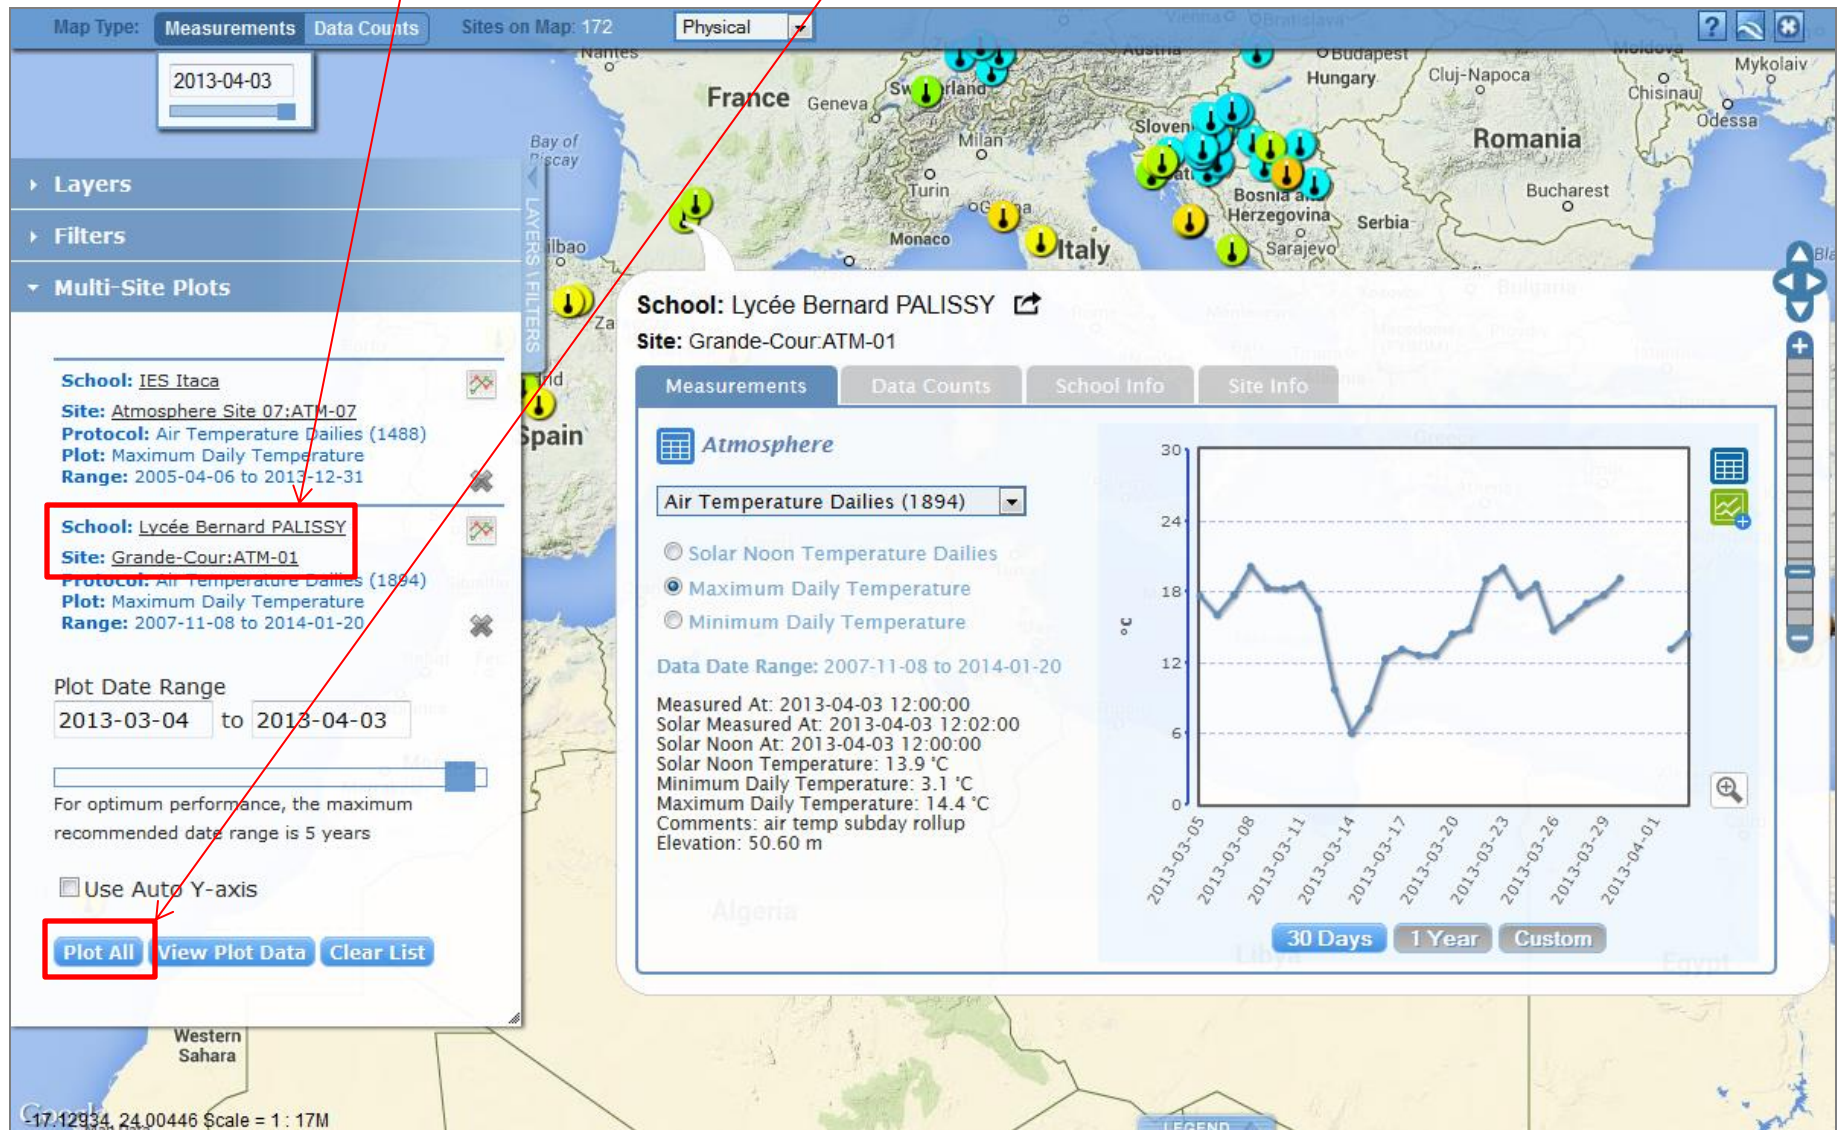 Map Type: Measurements Data Counts Sites on Map: 172 Physical
2013-04-03
Layers
Filters
Multi-Site Plots
LAYERS \ FILTERS
School: IES Itaca
Site: Atmosphere Site 07:ATM-07
Protocol: Air Temperature Dailies (1488)
Plot: Maximum Daily Temperature
Range: 2005-04-06 to 2013-12-31
School: Lycée Bernard PALISSY
Site: Grande-Cour:ATM-01
Protocol: Air Temperature Dailies (1894)
Plot: Maximum Daily Temperature
Range: 2007-11-08 to 2014-01-20
Plot Date Range
2013-03-04 to 2013-04-03
For optimum performance, the maximum
recommended date range is 5 years
Use Auto Y-axis
Plot All View Plot Data Clear List
School: Lycée Bernard PALISSY
Site: Grande-Cour:ATM-01
Measurements Data Counts School Info Site Info
Atmosphere
Air Temperature Dailies (1894)
Solar Noon Temperature Dailies
Maximum Daily Temperature
Minimum Daily Temperature
Data Date Range: 2007-11-08 to 2014-01-20
Measured At: 2013-04-03 12:00:00
Solar Measured At: 2013-04-03 12:02:00
Solar Noon At: 2013-04-03 12:00:00
Solar Noon Temperature: 13.9 °C
Minimum Daily Temperature: 3.1 °C
Maximum Daily Temperature: 14.4 °C
Comments: air temp subday rollup
Elevation: 50.60 m
30
24
18
12
6
0
°C
2013-03-05
2013-03-08
2013-03-11
2013-03-14
2013-03-17
2013-03-20
2013-03-23
2013-03-26
2013-03-29
2013-04-01
30 Days 1 Year Custom
Nantes
France
Geneva
Bay of
Biscay
Milan
Turin
Monaco
Italy
Vienna
Bratislava
Austria
Budapest
Hungary
Cluj-Napoca
Moldova
Chisinau
Mykolaiv
Odessa
Romania
Bucharest
Herzegovina
Serbia
Sarajevo
Bulgaria
Spain
Algeria
Libya
Egypt
Western
Sahara
-17.12934, 24.00446 Scale = 1 : 17M
LEGEND